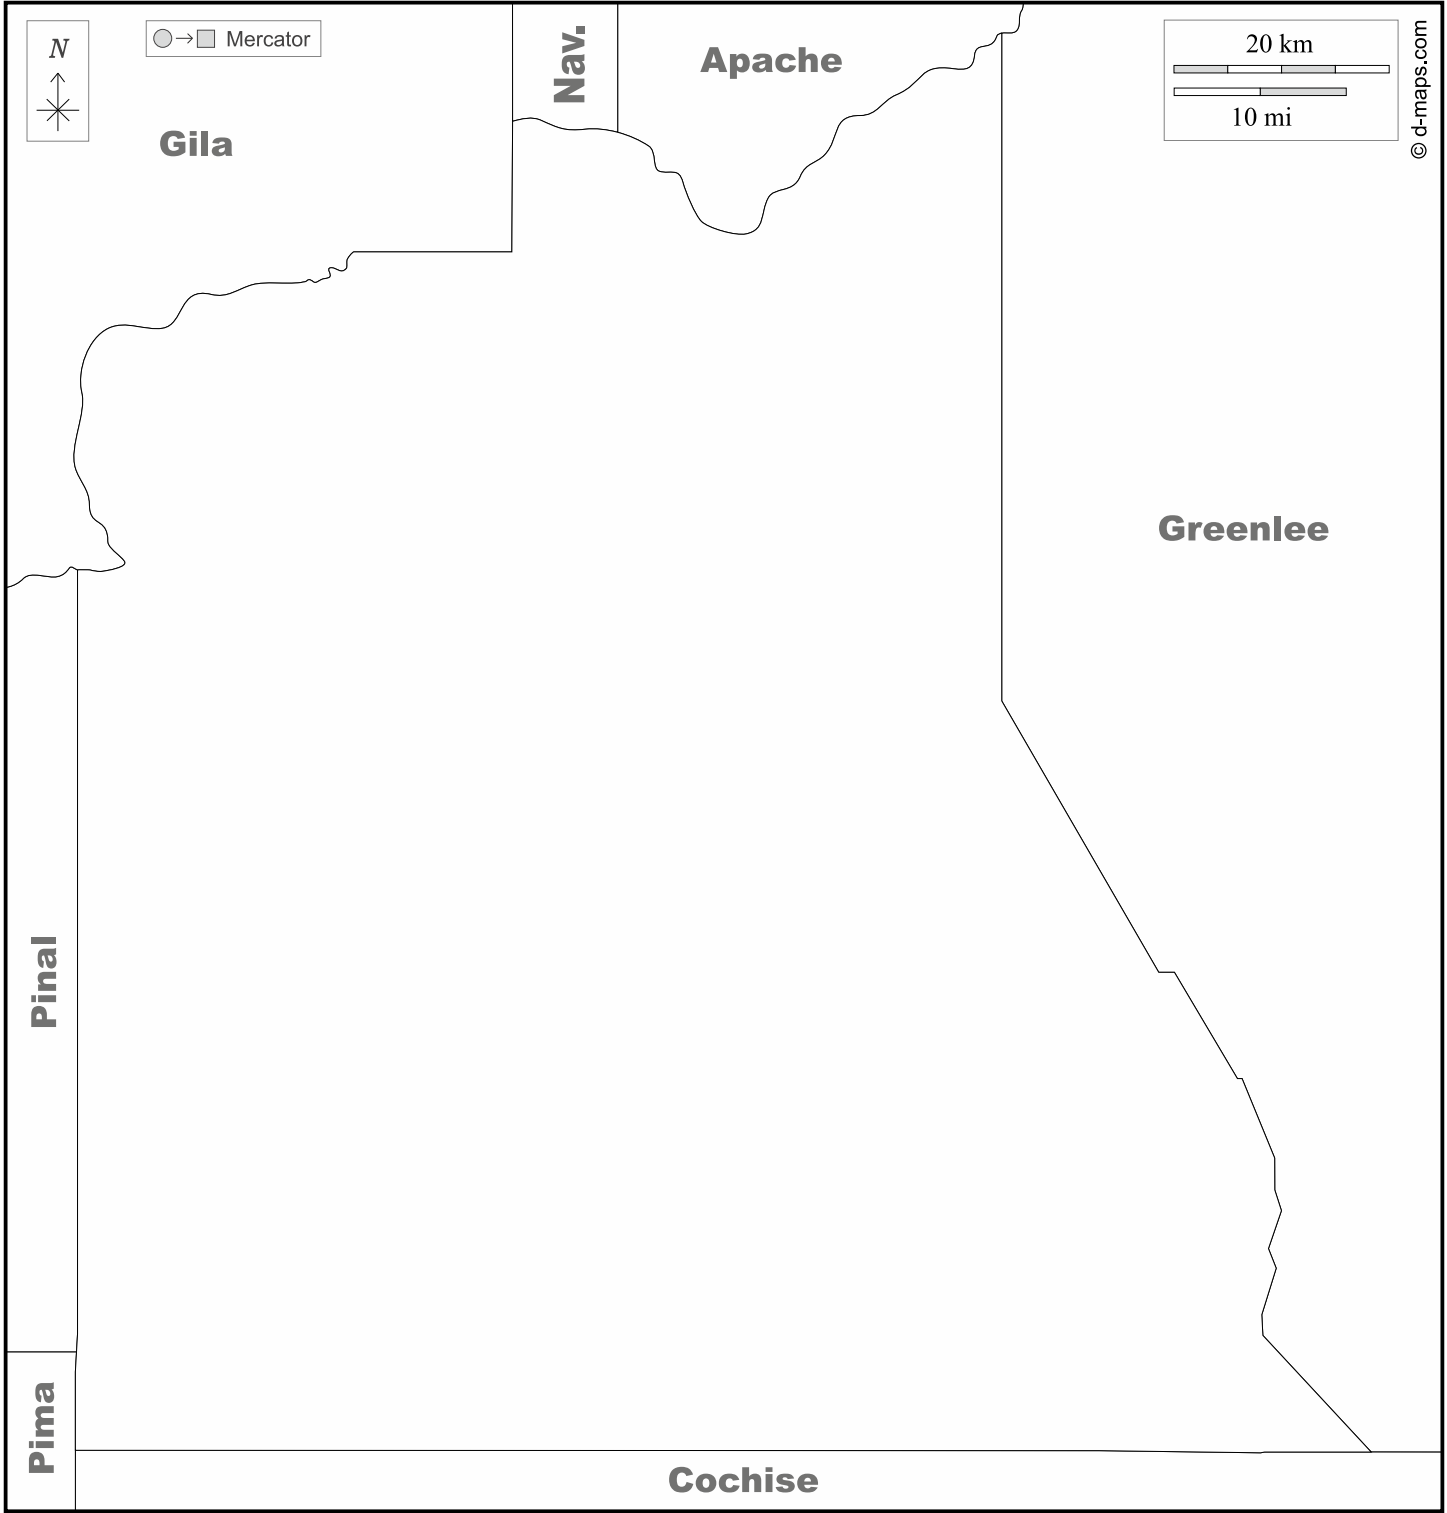 N
Mercator
Nav.
Apache
20 km
10 mi
© d-maps.com
Gila
Greenlee
Pinal
Pima
Cochise